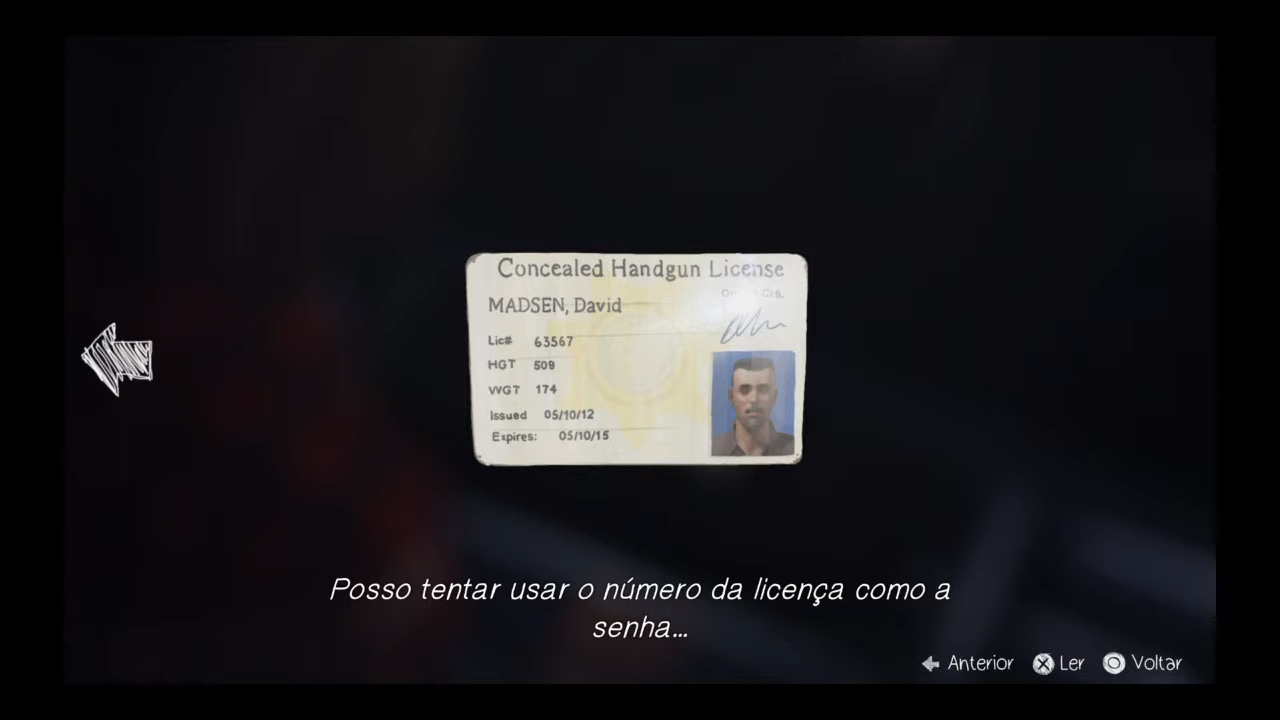 Concealed Handgun License
MADSEN, David
CHL
Lic# 63567
HGT 509
WGT 174
Issued 05/10/12
Expires: 05/10/15
Posso tentar usar o número da licença como a
senha...
Anterior Ler Voltar